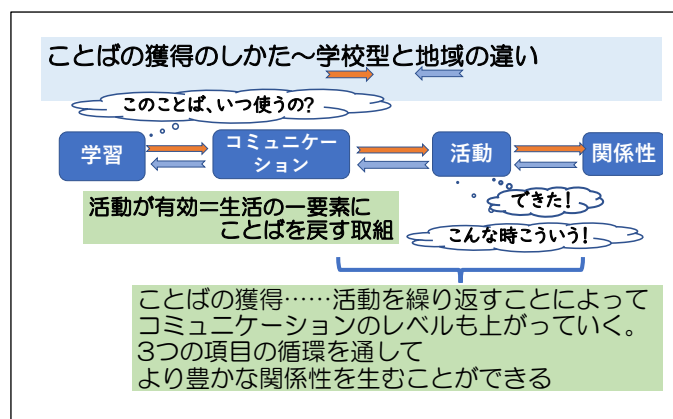 ことばの獲得のしかた～学校型と地域の違い
このことば、いつ使うの?
学習
コミュニケー
ション
活動
関係性
活動が有効＝生活の一要素に
ことばを戻す取組
できた!
こんな時こういう!
ことばの獲得……活動を繰り返すことによって
コミュニケーションのレベルも上がっていく。
3つの項目の循環を通して
より豊かな関係性を生むことができる